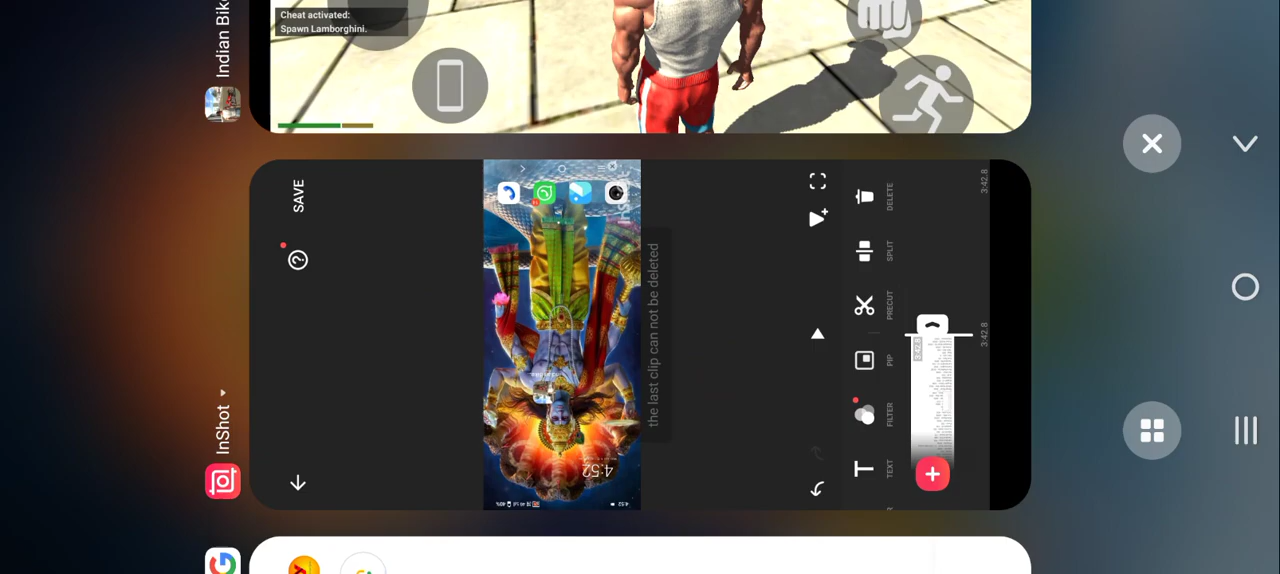 Indian Bik
Cheat activated:
Spawn Lamborghini.
InShot
SAVE
4:52
the last clip can not be deleted
DELETE
SPLIT
PRECUT
PIP
FILTER
TEXT
3:42.8
3:42.8